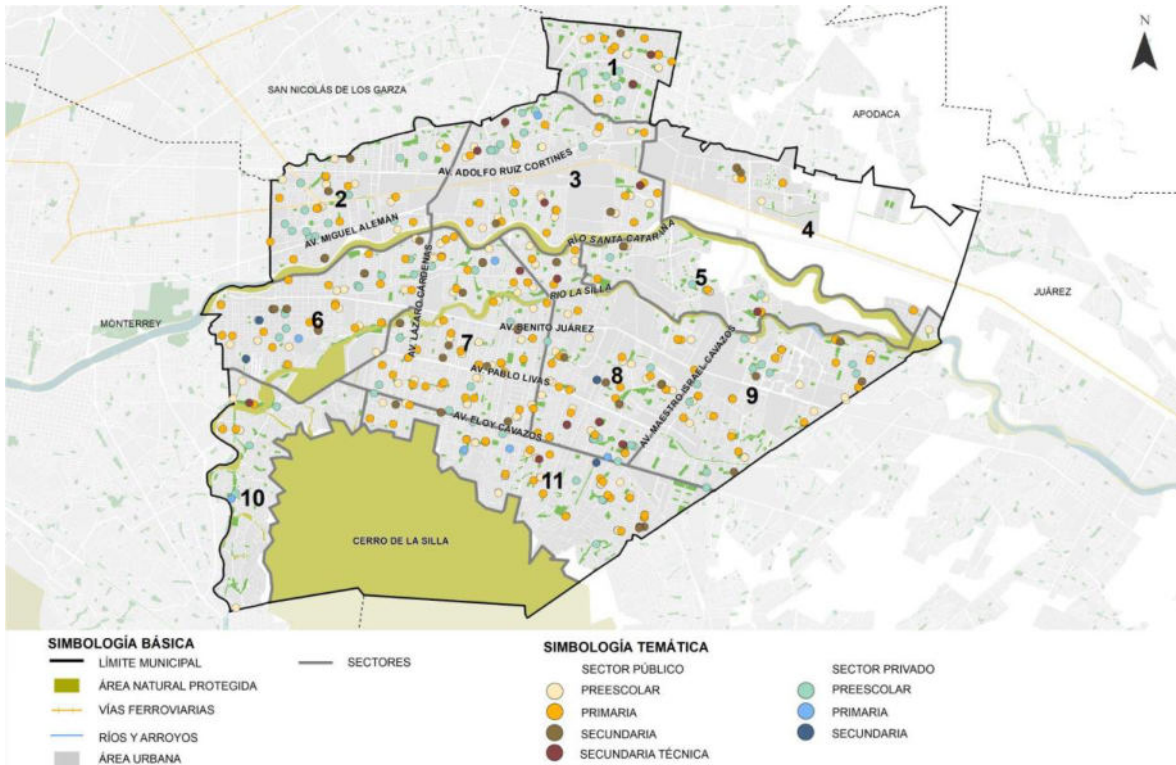 N
1
SAN NICOLÁS DE LOS GARZA
APODACA
AV. ADOLFO RUIZ CORTINES
3
2
AV. MIGUEL ALEMÁN
4
RÍO SANTA CATARINA
5
AV. LÁZARO CÁRDENAS
RIO LA SILLA
JUÁREZ
MONTERREY
6
AV. BENITO JUÁREZ
7
AV. PABLO LIVAS
8
AV. MAESTRO ISRAEL CAVAZOS
9
AV. ELOY CAVAZOS
11
10
CERRO DE LA SILLA
SIMBOLOGÍA BÁSICA
LÍMITE MUNICIPAL
SECTORES
ÁREA NATURAL PROTEGIDA
VÍAS FERROVIARIAS
RÍOS Y ARROYOS
ÁREA URBANA
SIMBOLOGÍA TEMÁTICA
SECTOR PÚBLICO
PREESCOLAR
PRIMARIA
SECUNDARIA
SECUNDARIA TÉCNICA
SECTOR PRIVADO
PREESCOLAR
PRIMARIA
SECUNDARIA